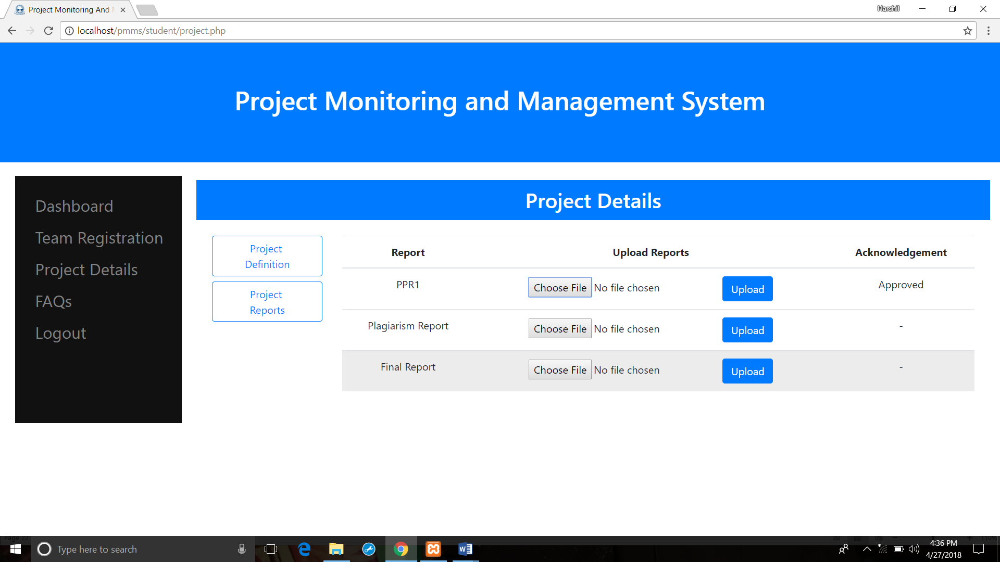 Project Monitoring And
Harshil
localhost/pmms/student/project.php
Project Monitoring and Management System
Dashboard
Team Registration
Project Details
FAQs
Logout
Project Details
Project
Definition
Project
Reports
Report Upload Reports Acknowledgement
PPR1 Choose File No file chosen Upload Approved
Plagiarism Report Choose File No file chosen Upload -
Final Report Choose File No file chosen Upload -
Page 22
Type here to search
4:36 PM
4/27/2018